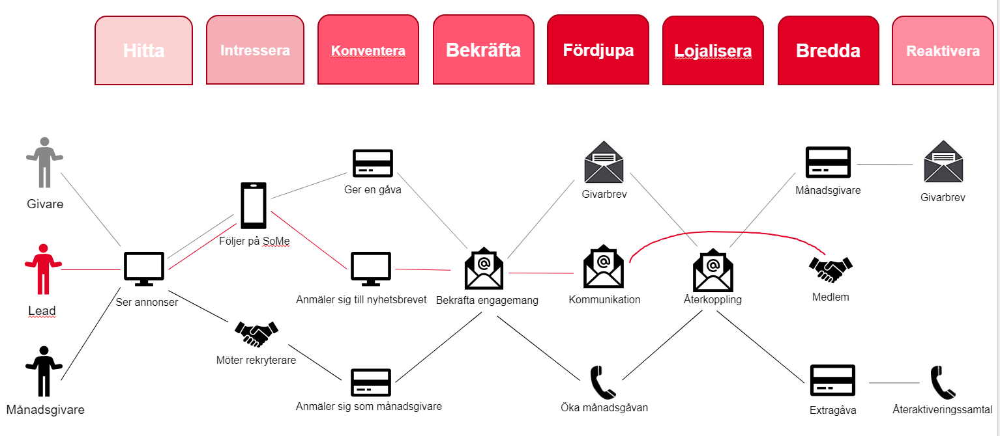 Hitta
Intressera
Konventera
Bekräfta
Fördjupa
Lojalisera
Bredda
Reaktivera
Givare
Ger en gåva
Givarbrev
Månadsgivare
Givarbrev
Följer på SoMe
Lead
Ser annonser
Anmäler sig till nyhetsbrevet
Bekräfta engagemang
Kommunikation
Återkoppling
Medlem
Möter rekryterare
Månadsgivare
Anmäler sig som månadsgivare
Öka månadsgåvan
Extragåva
Återaktiveringssamtal